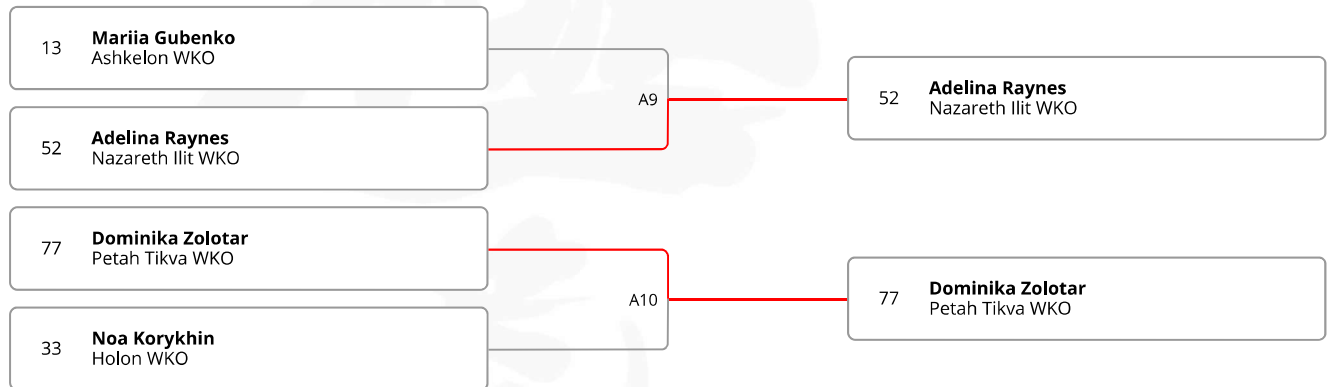 13
Mariia Gubenko
Ashkelon WKO
52
Adelina Raynes
Nazareth Ilit WKO
A9
52
Adelina Raynes
Nazareth Ilit WKO
77
Dominika Zolotar
Petah Tikva WKO
33
Noa Korykhin
Holon WKO
A10
77
Dominika Zolotar
Petah Tikva WKO